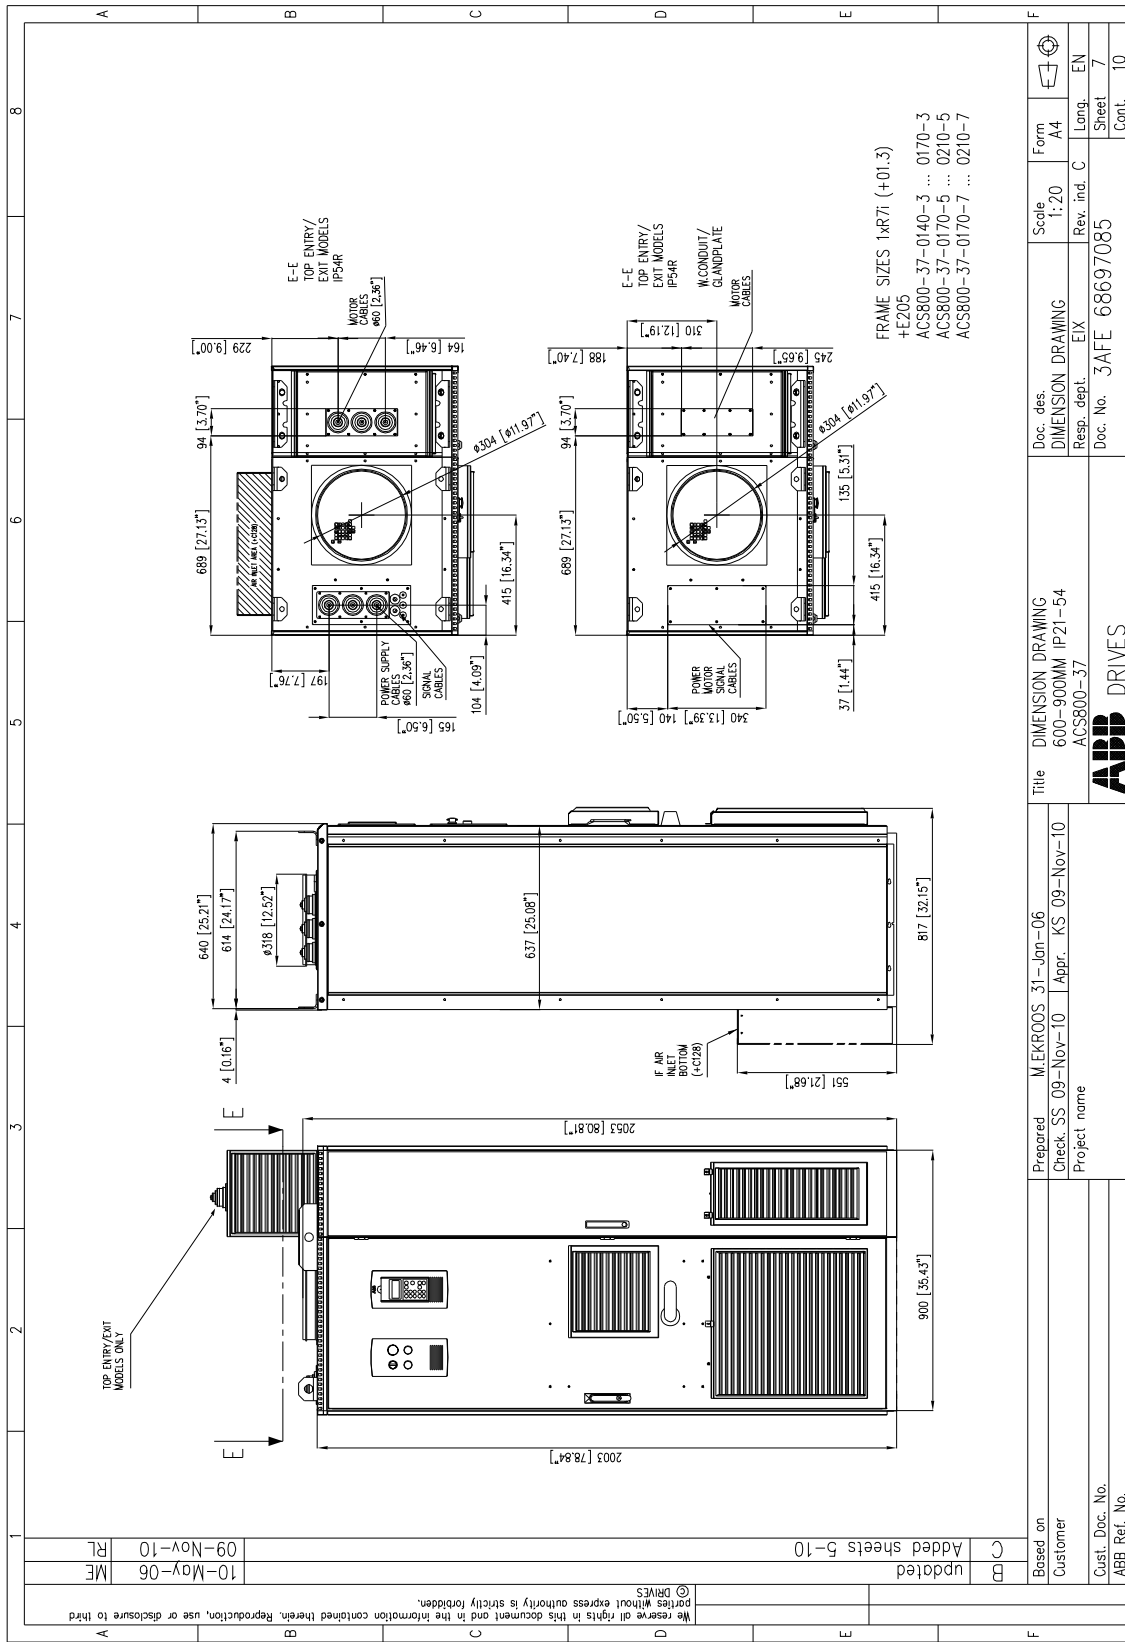 1 2 3 4 5 6 7 8
A B C D E F
A B C D E F
TOP ENTRY/EXIT
MODELS ONLY
E
E
2003 [78.84"]
2053 [80.81"]
900 [35.43"]
4 [0.16"]
640 [25.21"]
614 [24.17"]
ø318 [12.52"]
637 [25.08"]
IF AIR
INLET
BOTTOM
(+C128)
551 [21.68"]
817 [32.15"]
E-E
TOP ENTRY/
EXIT MODELS
IP54R
MOTOR
CABLES
ø60 [2,36"]
229 [9.00"]
164 [6.46"]
94 [3.70"]
689 [27.13"]
AIR INLET AREA (+C128)
ø304 [ø11.97"]
197 [7.76"]
165 [6.50"]
POWER SUPPLY
CABLES
ø60 [2,36"]
SIGNAL
CABLES
104 [4.09"]
415 [16.34"]
E-E
TOP ENTRY/
EXIT MODELS
IP54R
W.CONDUIT/
GLANDPLATE
MOTOR
CABLES
310 [12.19"]
188 [7.40"]
245 [9.65"]
94 [3.70"]
689 [27.13"]
ø304 [ø11.97"]
135 [5.31"]
415 [16.34"]
37 [1.44"]
POWER
MOTOR
SIGNAL
CABLES
140 [5.50"]
340 [13.39"]
FRAME SIZES 1xR7i (+01.3)
+E205
ACS800-37-0140-3 ... 0170-3
ACS800-37-0170-5 ... 0210-5
ACS800-37-0170-7 ... 0210-7
C Added sheets 5-10 09-Nov-10 RL
B updated 10-May-06 ME
We reserve all rights in this document and in the information contained therein. Reproduction, use or disclosure to third
parties without express authority is strictly forbidden.
© DRIVES
Based on
Customer
Cust. Doc. No.
ABB Ref. No.
Prepared M.EKROOS 31-Jan-06
Check. SS 09-Nov-10 Appr. KS 09-Nov-10
Project name
Title DIMENSION DRAWING
600-900MM IP21-54
ACS800-37
ABB DRIVES
Doc. des.
DIMENSION DRAWING
Resp. dept. EIX
Doc. No. 3AFE 68697085
Scale
1:20
Form
A4
Rev. ind. C
Lang. EN
Sheet 7
Cont. 10